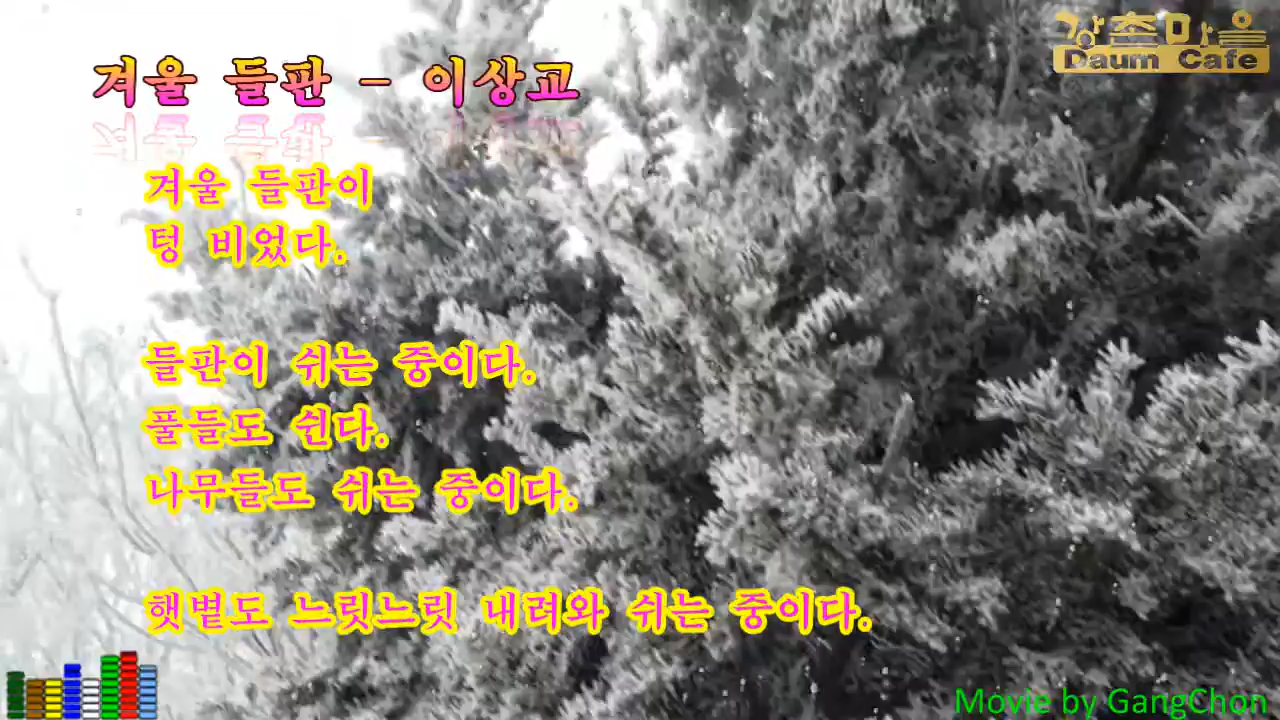 강촌마을
Daum Cafe
겨울 들판 - 이상교
겨울 들판이
텅 비었다.
들판이 쉬는 중이다.
풀들도 쉰다.
나무들도 쉬는 중이다.
햇볕도 느릿느릿 내려와 쉬는 중이다.
Movie by GangChon